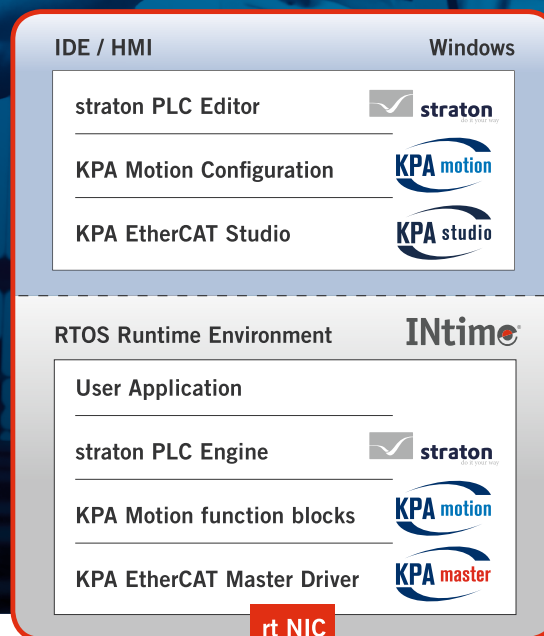 IDE / HMI Windows
straton PLC Editor straton
do it your way
KPA Motion Configuration KPA motion
KPA EtherCAT Studio KPA studio
RTOS Runtime Environment INtime
User Application
straton PLC Engine straton
do it your way
KPA Motion function blocks KPA motion
KPA EtherCAT Master Driver KPA master
rt NIC